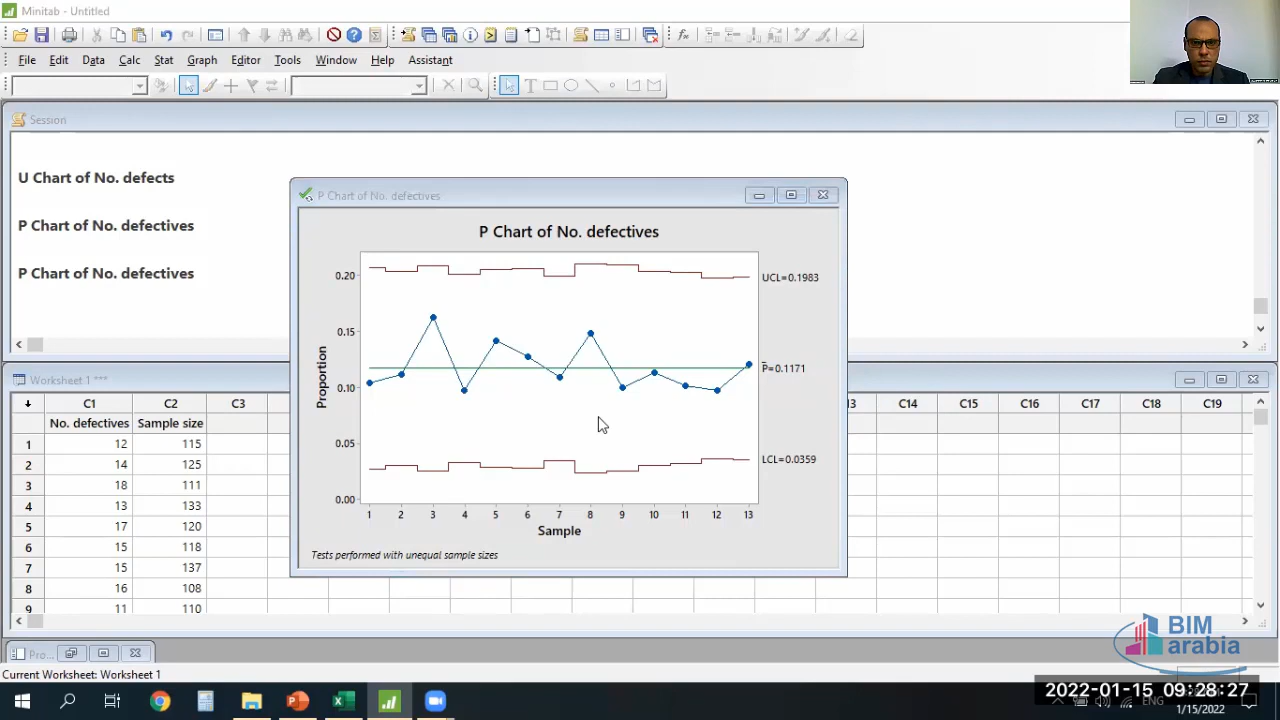 Minitab - Untitled
File Edit Data Calc Stat Graph Editor Tools Window Help Assistant
Session
U Chart of No. defects
P Chart of No. defectives
P Chart of No. defectives
P Chart of No. defectives
P Chart of No. defectives
0.20
0.15
0.10
0.05
0.00
Proportion
UCL=0.1983
P̄=0.1171
LCL=0.0359
1 2 3 4 5 6 7 8 9 10 11 12 13
Sample
Tests performed with unequal sample sizes
Worksheet 1 ***
C1 C2 C3 13 C14 C15 C16 C17 C18 C19
No. defectives Sample size
1 12 115
2 14 125
3 18 111
4 13 133
5 17 120
6 15 118
7 15 137
8 16 108
9 11 110
BIM
arabia
Pro...
Current Worksheet: Worksheet 1
2022-01-15 09:28:27
ENG
1/15/2022